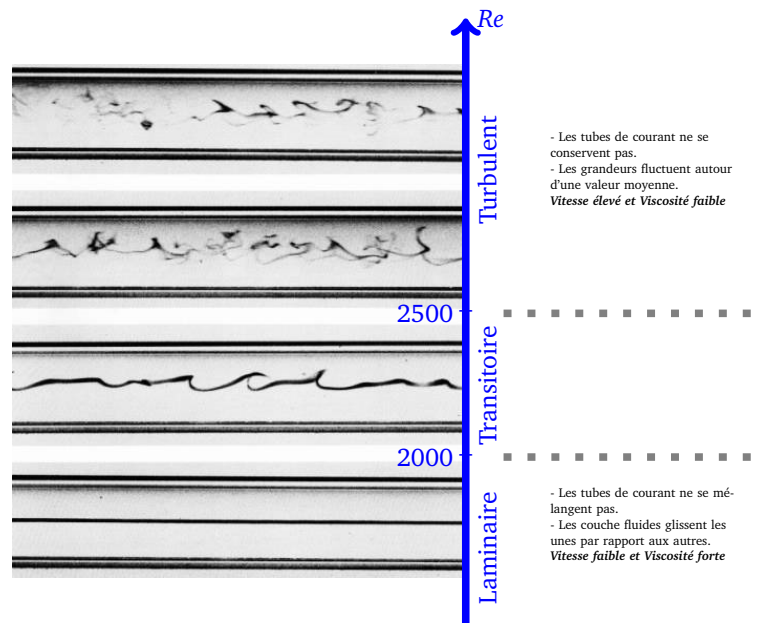 Re
Turbulent
- Les tubes de courant ne se
conservent pas.
- Les grandeurs fluctuent autour
d'une valeur moyenne.
Vitesse élevé et Viscosité faible
2500
Transitoire
2000
Laminaire
- Les tubes de courant ne se mé-
langent pas.
- Les couche fluides glissent les
unes par rapport aux autres.
Vitesse faible et Viscosité forte